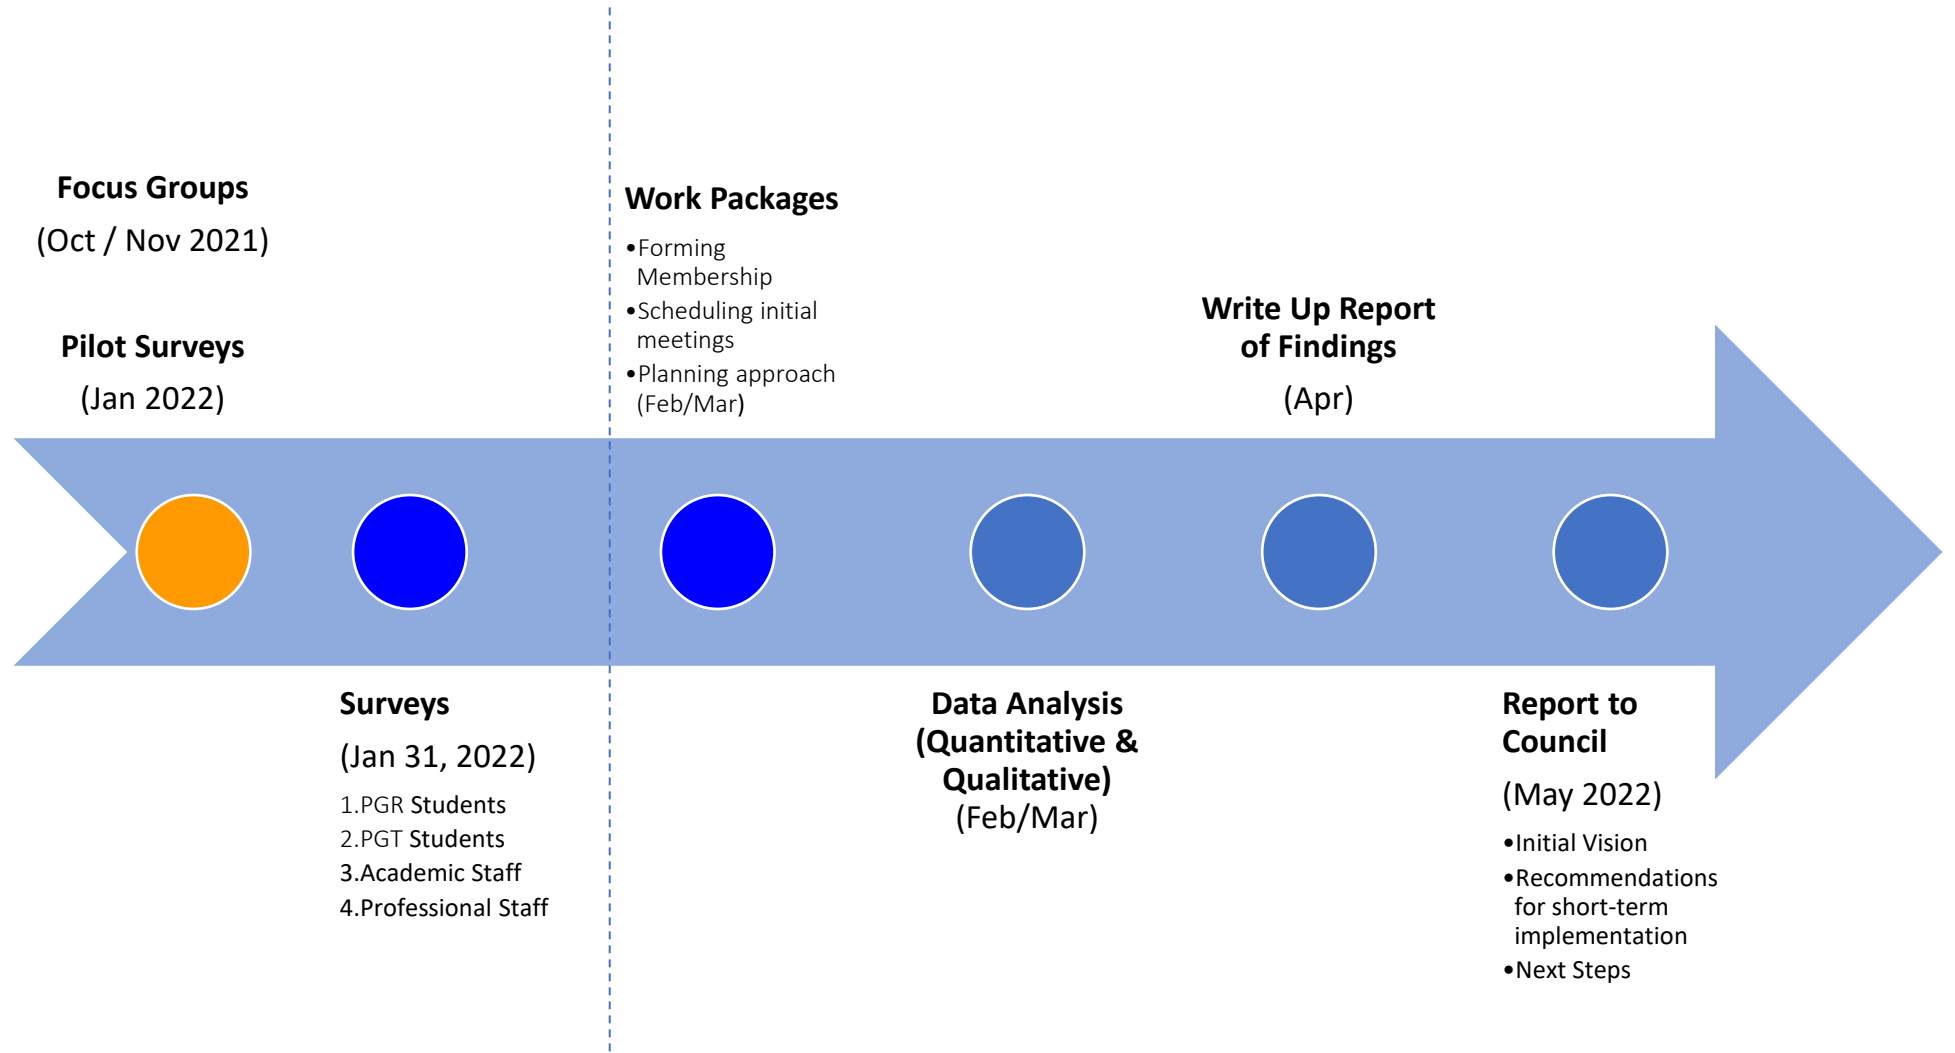 Focus Groups
(Oct / Nov 2021)
Pilot Surveys
(Jan 2022)
Surveys
(Jan 31, 2022)
1.PGR Students
2.PGT Students
3.Academic Staff
4.Professional Staff
Work Packages
•Forming
Membership
•Scheduling initial
meetings
•Planning approach
(Feb/Mar)
Data Analysis
(Quantitative &
Qualitative)
(Feb/Mar)
Write Up Report
of Findings
(Apr)
Report to
Council
(May 2022)
•Initial Vision
•Recommendations
for short-term
implementation
•Next Steps